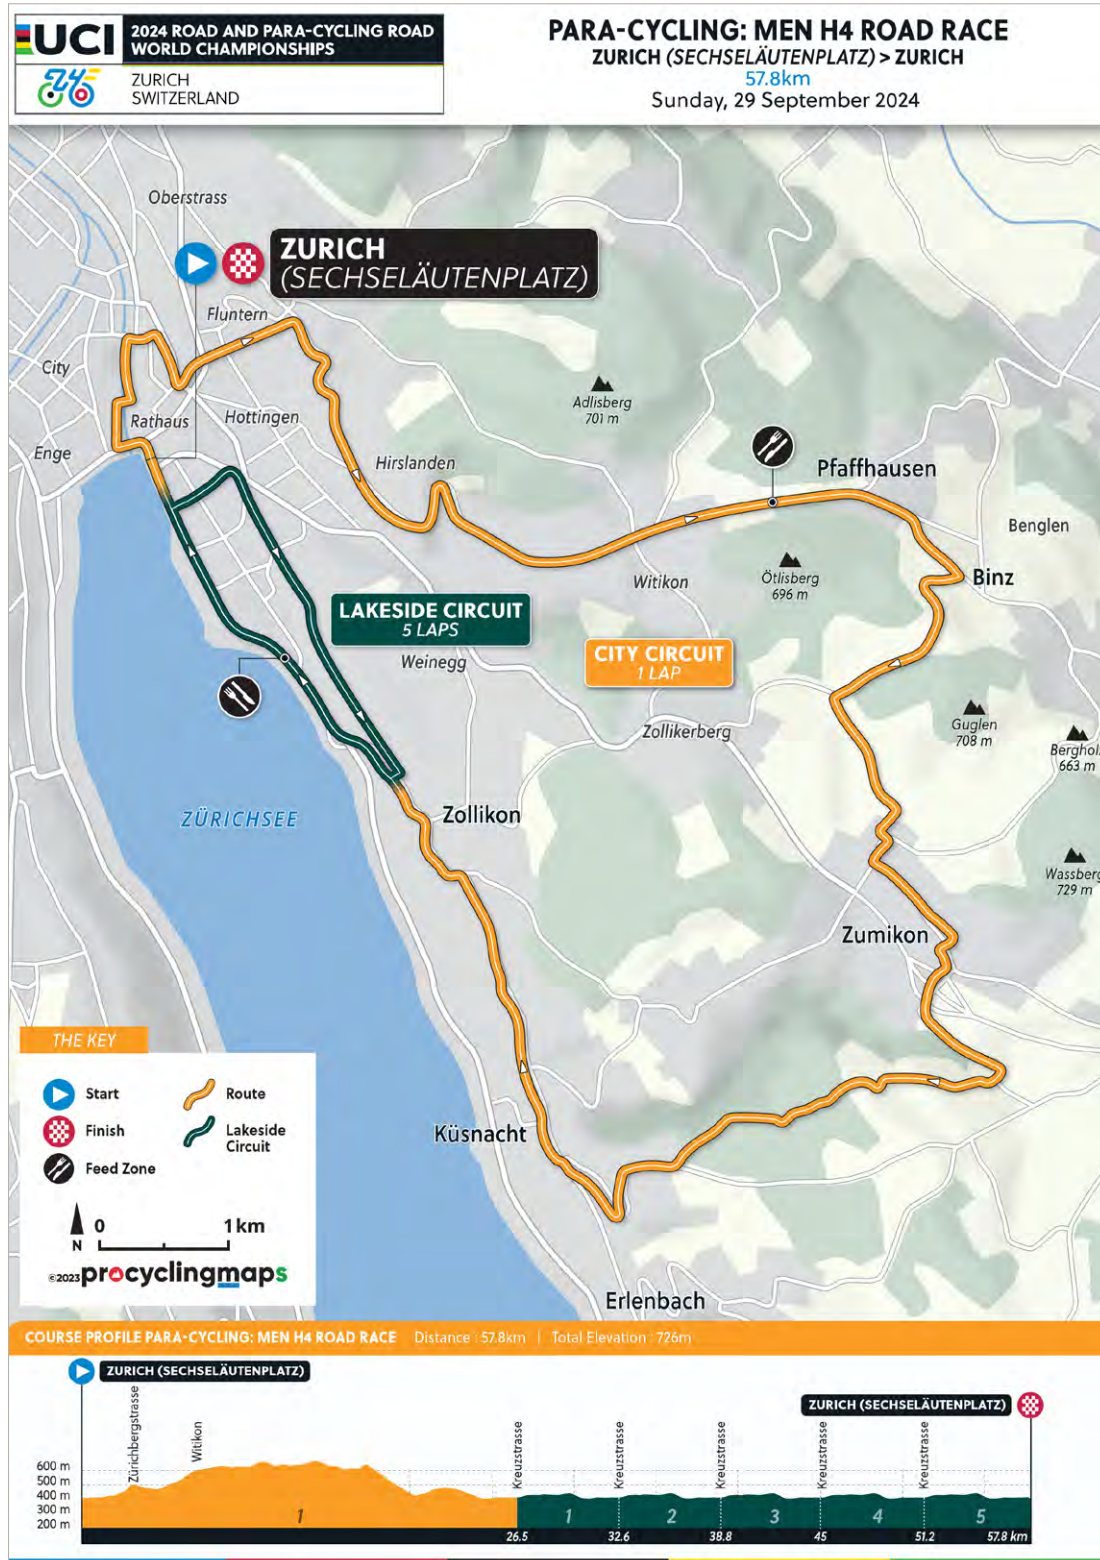 UCI
2024 ROAD AND PARA-CYCLING ROAD
WORLD CHAMPIONSHIPS
ZURICH
SWITZERLAND
PARA-CYCLING: MEN H4 ROAD RACE
ZURICH (SECHSELÄUTENPLATZ) > ZURICH
57.8km
Sunday, 29 September 2024
Oberstrass
ZURICH
(SECHSELÄUTENPLATZ)
Fluntern
City
Adlisberg
701 m
Rathaus
Hottingen
Enge
Hirslanden
Pfaffhausen
Benglen
Ötlisberg
696 m
Witikon
Binz
LAKESIDE CIRCUIT
5 LAPS
CITY CIRCUIT
1 LAP
Weinegg
Zollikerberg
Guglen
708 m
Berghol
663 m
ZÜRICHSEE
Zollikon
Wassberg
729 m
Zumikon
THE KEY
Start
Route
Finish
Lakeside
Circuit
Feed Zone
Küsnacht
0 1 km
N
©2023 procyclingmaps
Erlenbach
COURSE PROFILE PARA-CYCLING: MEN H4 ROAD RACE Distance : 57.8km | Total Elevation : 726m
ZURICH (SECHSELÄUTENPLATZ)
ZURICH (SECHSELÄUTENPLATZ)
Zürichbergstrasse
Witikon
Kreuzstrasse
Kreuzstrasse
Kreuzstrasse
Kreuzstrasse
Kreuzstrasse
600 m
500 m
400 m
300 m
200 m
1 1 2 3 4 5
26.5 32.6 38.8 45 51.2 57.8 km